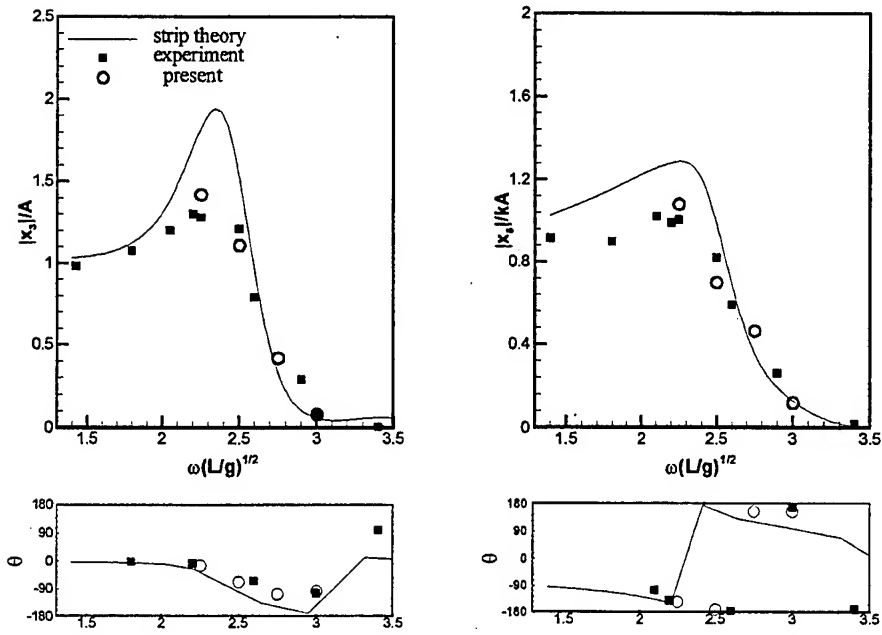 2.5
2
1.5
1
0.5
0
strip theory
experiment
present
|x₃|/A
1.5 2 2.5 3 3.5
ω(L/g)^1/2
2
1.6
1.2
0.8
0.4
0
|x₅|/kA
1.5 2 2.5 3 3.5
ω(L/g)^1/2
180
90
0
-90
-180
θ
1.5 2 2.5 3 3.5
180
90
0
-90
-180
θ
1.5 2 2.5 3 3.5